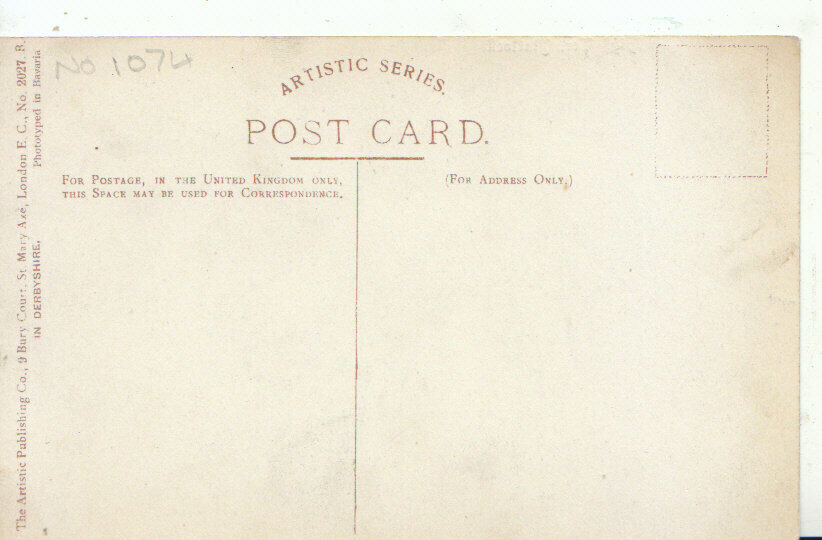 No 1074
ARTISTIC SERIES.
POST CARD.
FOR POSTAGE, IN THE UNITED KINGDOM ONLY,
THIS SPACE MAY BE USED FOR CORRESPONDENCE.
(FOR ADDRESS ONLY,)
The Artistic Publishing Co., 9 Bury Court, St. Mary Axe, London E. C., No. 2027 R.
Phototyped in Bavaria
IN DERBYSHIRE.